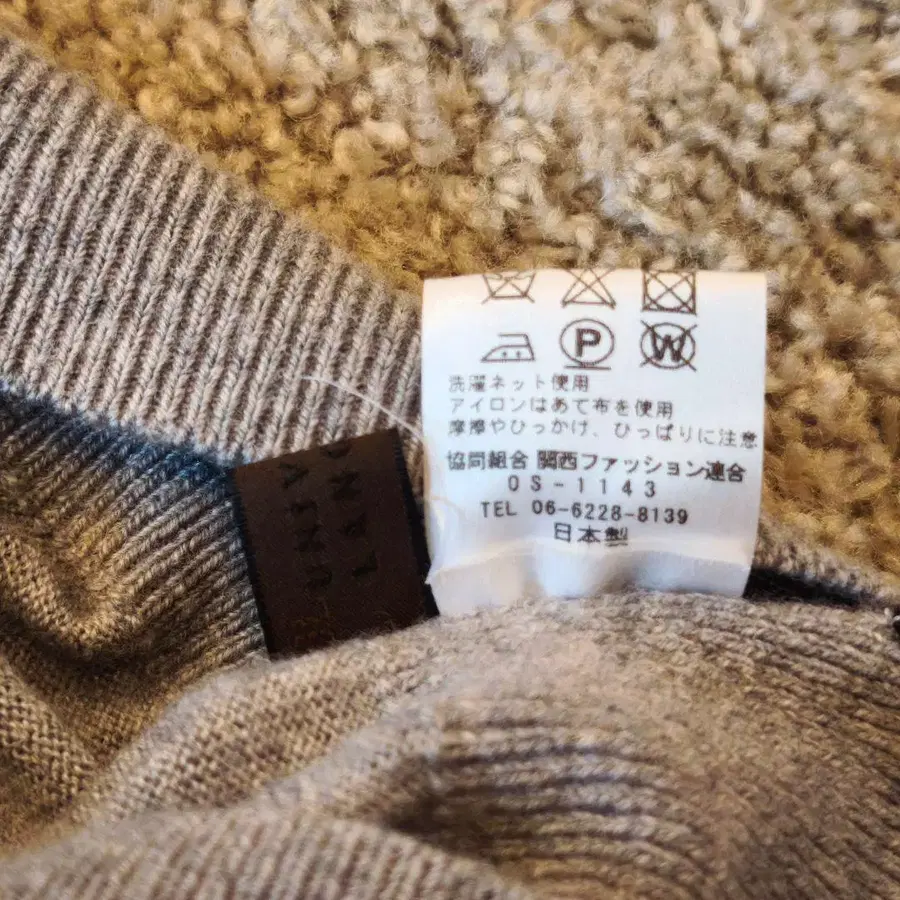 P W
洗濯ネット使用
アイロンはあて布を使用
摩擦やひっかけ、ひっぱりに注意
協同組合 関西ファッション連合
OS-1143
TEL 06-6228-8139
日本製